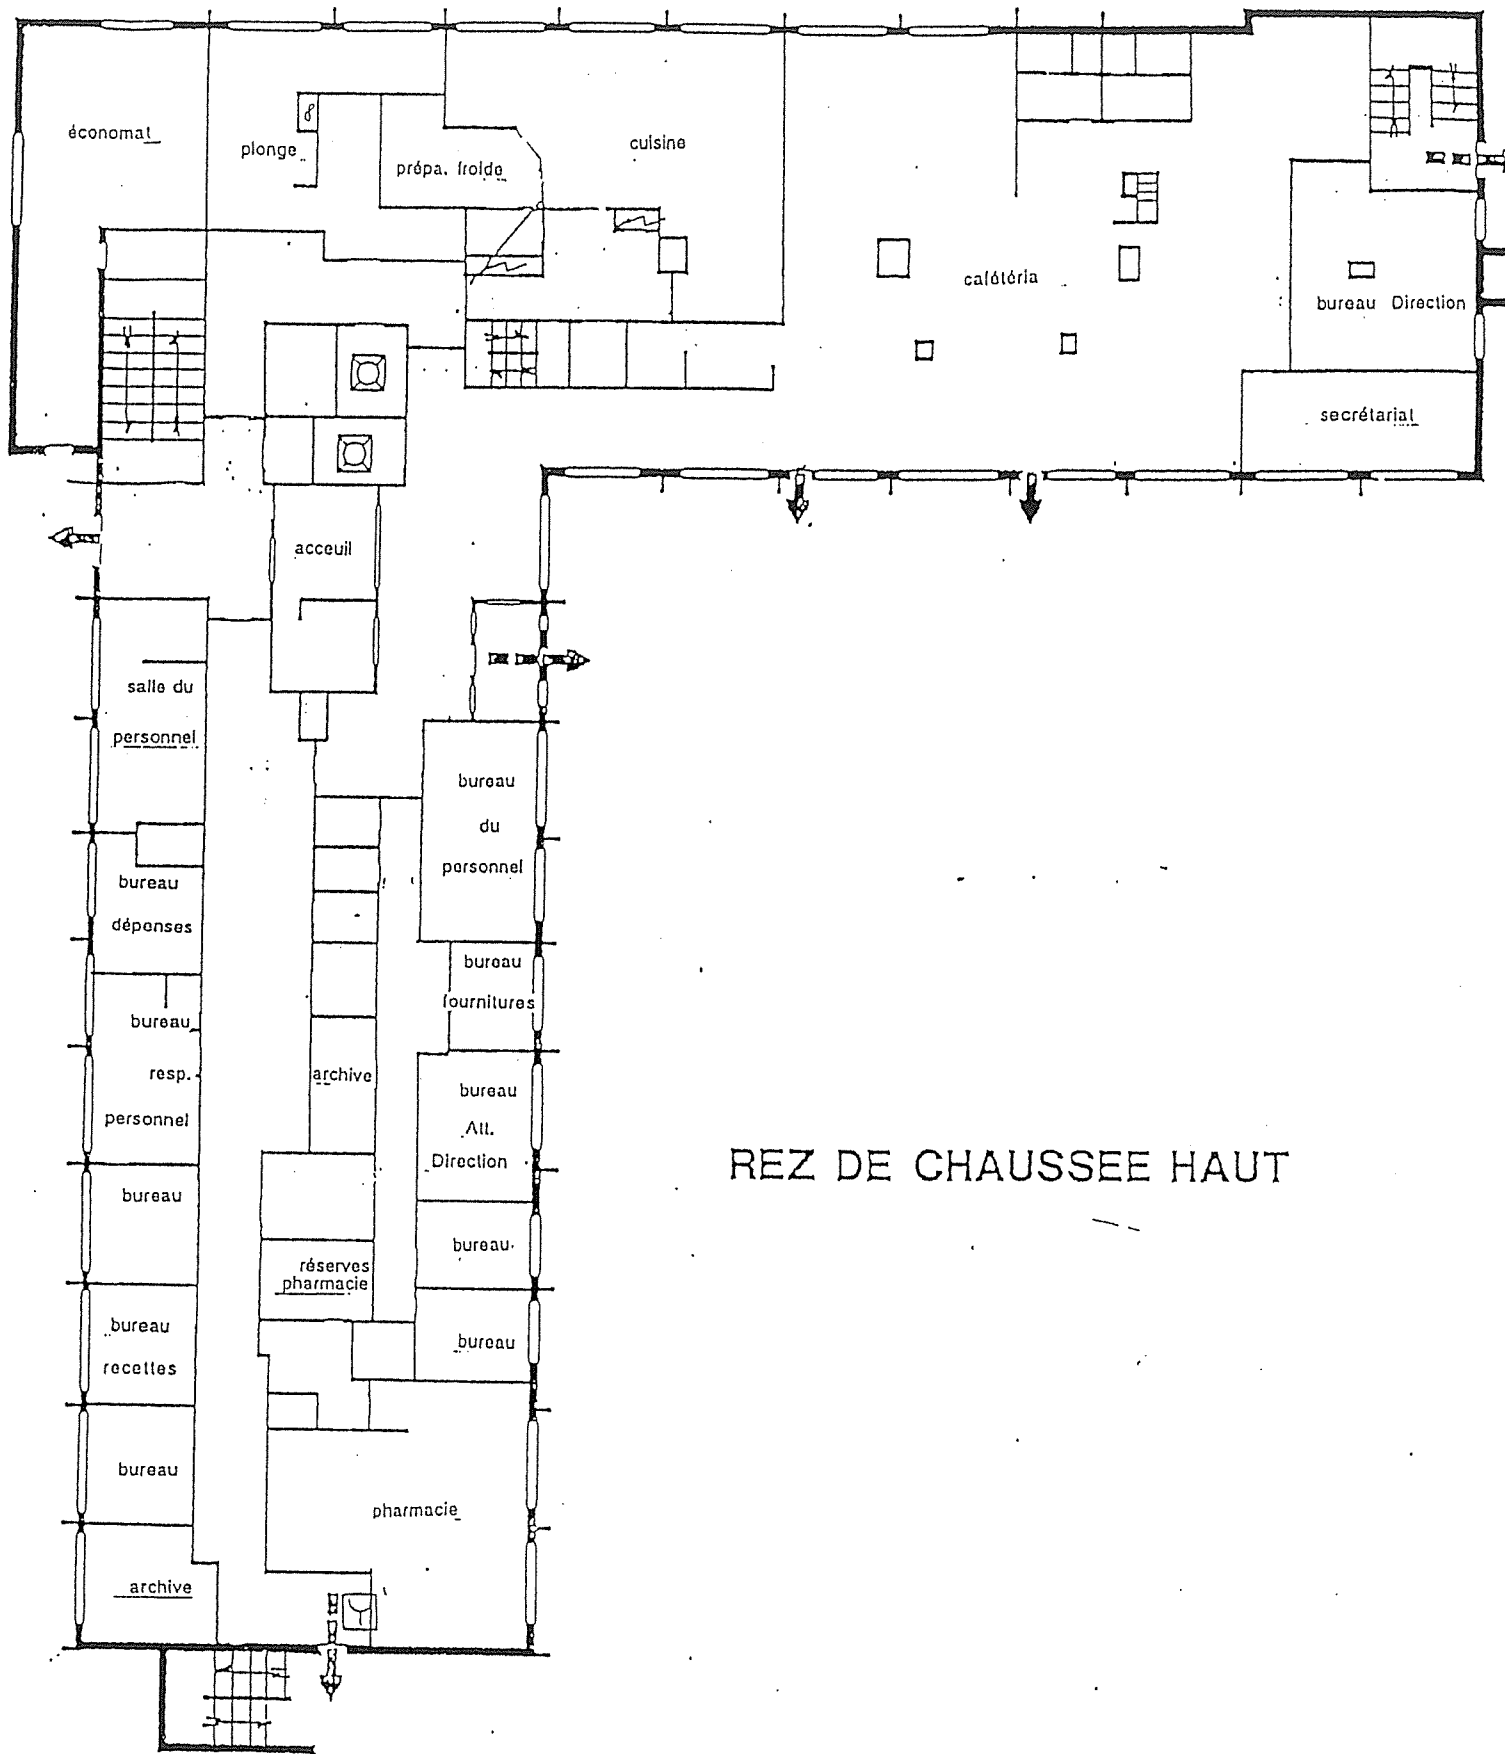 économat
plonge
prépa. froide
cuisine
cafétéria
bureau Direction
secrétariat
acceuil
salle du
personnel
bureau
du
personnel
bureau
dépenses
bureau
fournitures
bureau
resp.
personnel
archive
bureau
Att.
Direction
bureau
réserves
pharmacie
bureau
bureau
recettes
bureau
bureau
pharmacie
archive
REZ DE CHAUSSEE HAUT